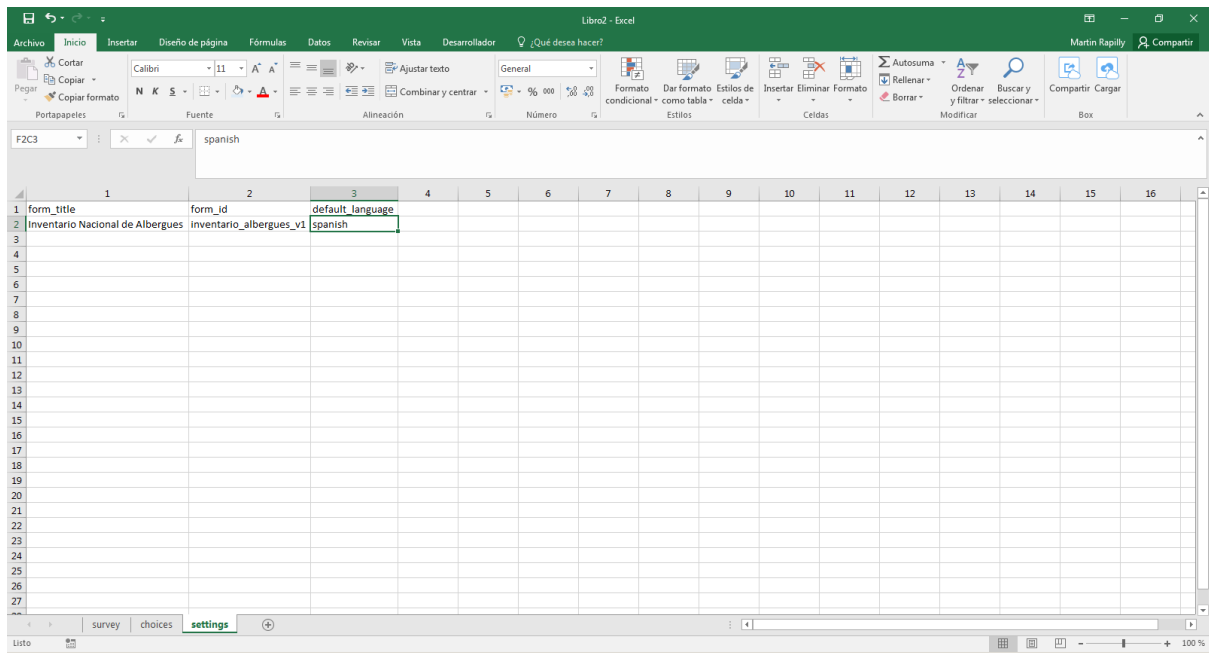 Libro2 - Excel
Archivo Inicio Insertar Diseño de página Fórmulas Datos Revisar Vista Desarrollador ¿Qué desea hacer? Martin Rapilly Compartir
Pegar
Cortar
Copiar
Copiar formato
Portapapeles
Calibri 11
N K S
Fuente
Ajustar texto
Combinar y centrar
Alineación
General
% 000
Número
Formato condicional
Dar formato como tabla
Estilos de celda
Estilos
Insertar Eliminar Formato
Celdas
Autosuma
Rellenar
Borrar
Ordenar y filtrar
Buscar y seleccionar
Modificar
Compartir Cargar
Box
F2C3 fx spanish
1 2 3 4 5 6 7 8 9 10 11 12 13 14 15 16
1 form_title form_id default_language
2 Inventario Nacional de Albergues inventario_albergues_v1 spanish
3
4
5
6
7
8
9
10
11
12
13
14
15
16
17
18
19
20
21
22
23
24
25
26
27
survey choices settings
Listo 100 %